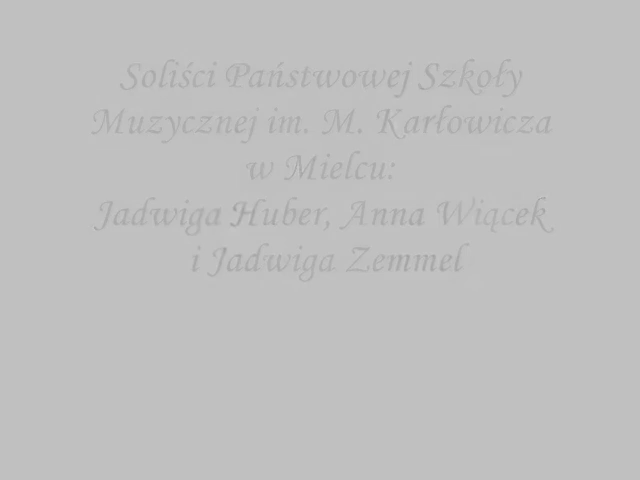 Soliści Państwowej Szkoły
Muzycznej im. M. Karłowicza
w Mielcu:
Jadwiga Huber, Anna Wiącek
i Jadwiga Zemmel